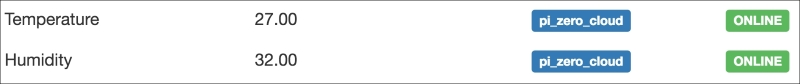 Temperature 27.00 pi_zero_cloud ONLINE
Humidity 32.00 pi_zero_cloud ONLINE